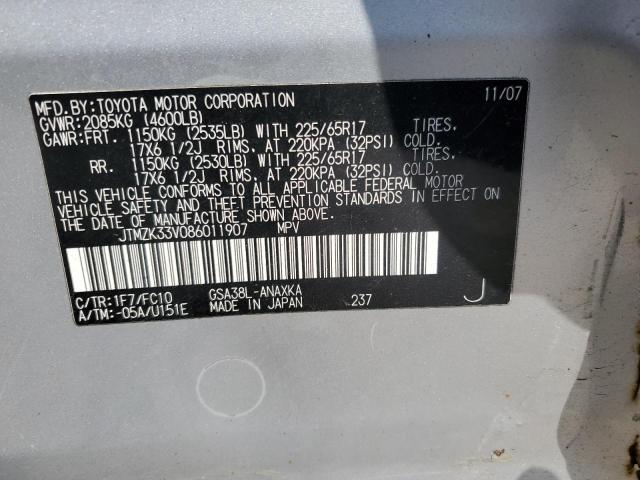 MFD.BY:TOYOTA MOTOR CORPORATION 11/07
GVWR:2085KG (4600LB)
GAWR:FRT. 1150KG (2535LB) WITH 225/65R17 TIRES,
17X6 1/2J RIMS, AT 220KPA (32PSI) COLD.
RR. 1150KG (2530LB) WITH 225/65R17 TIRES,
17X6 1/2J RIMS, AT 220KPA (32PSI) COLD.
THIS VEHICLE CONFORMS TO ALL APPLICABLE FEDERAL MOTOR
VEHICLE SAFETY AND THEFT PREVENTION STANDARDS IN EFFECT ON
THE DATE OF MANUFACTURE SHOWN ABOVE.
JTMZK33V086011907 MPV
C/TR:1F7/FC10 GSA38L-ANAXKA
A/TM:-05A/U151E MADE IN JAPAN 237 J